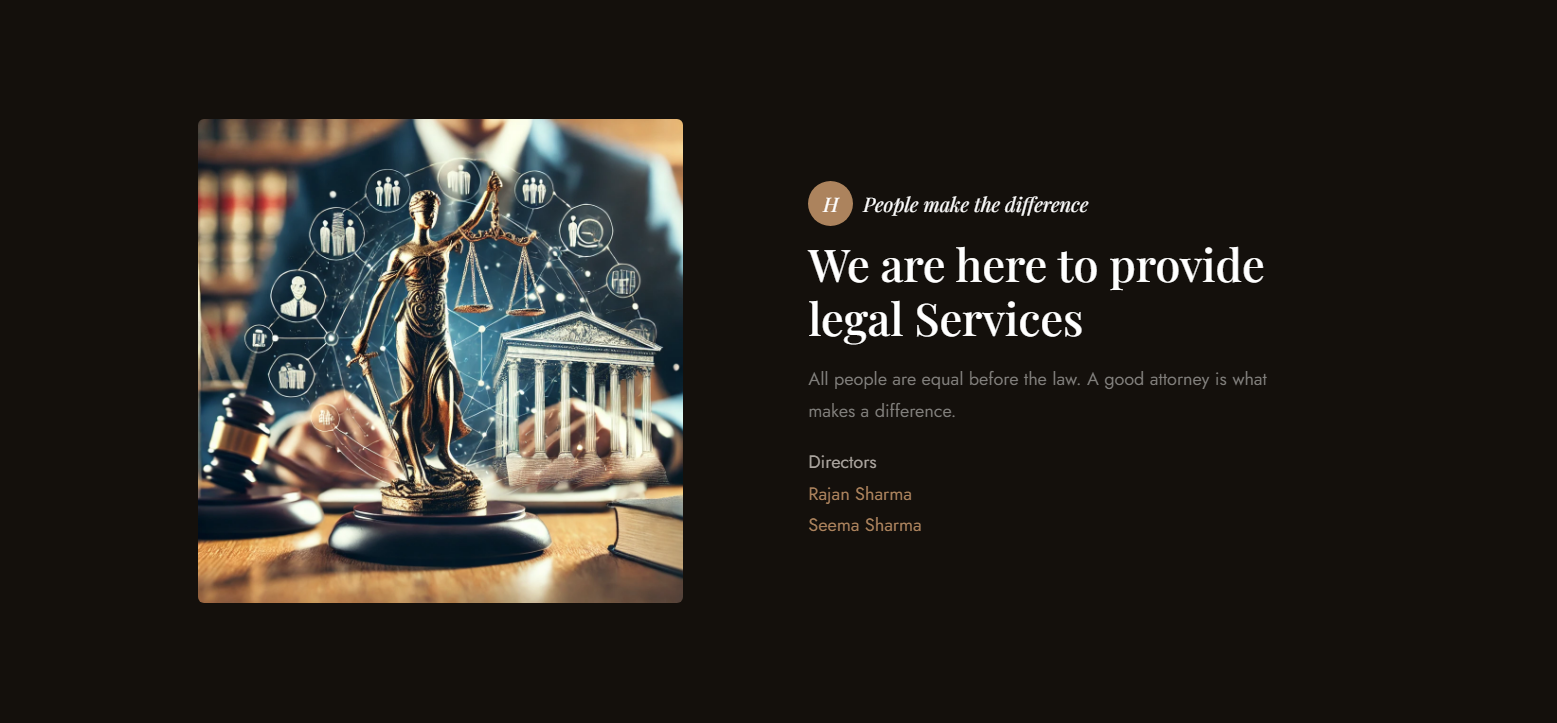 H People make the difference
We are here to provide
legal Services
All people are equal before the law. A good attorney is what
makes a difference.
Directors
Rajan Sharma
Seema Sharma